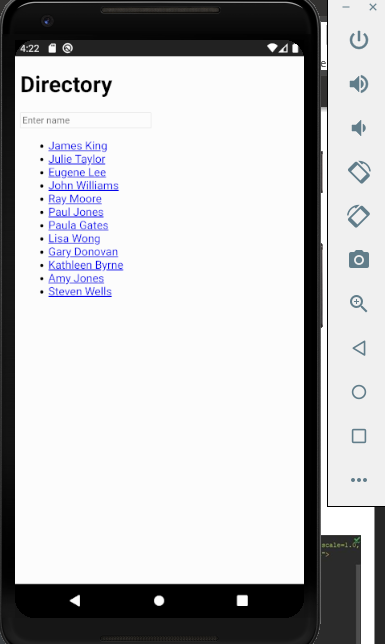 4:22
Directory
Enter name
James King
Julie Taylor
Eugene Lee
John Williams
Ray Moore
Paul Jones
Paula Gates
Lisa Wong
Gary Donovan
Kathleen Byrne
Amy Jones
Steven Wells
scale=1.0,
">